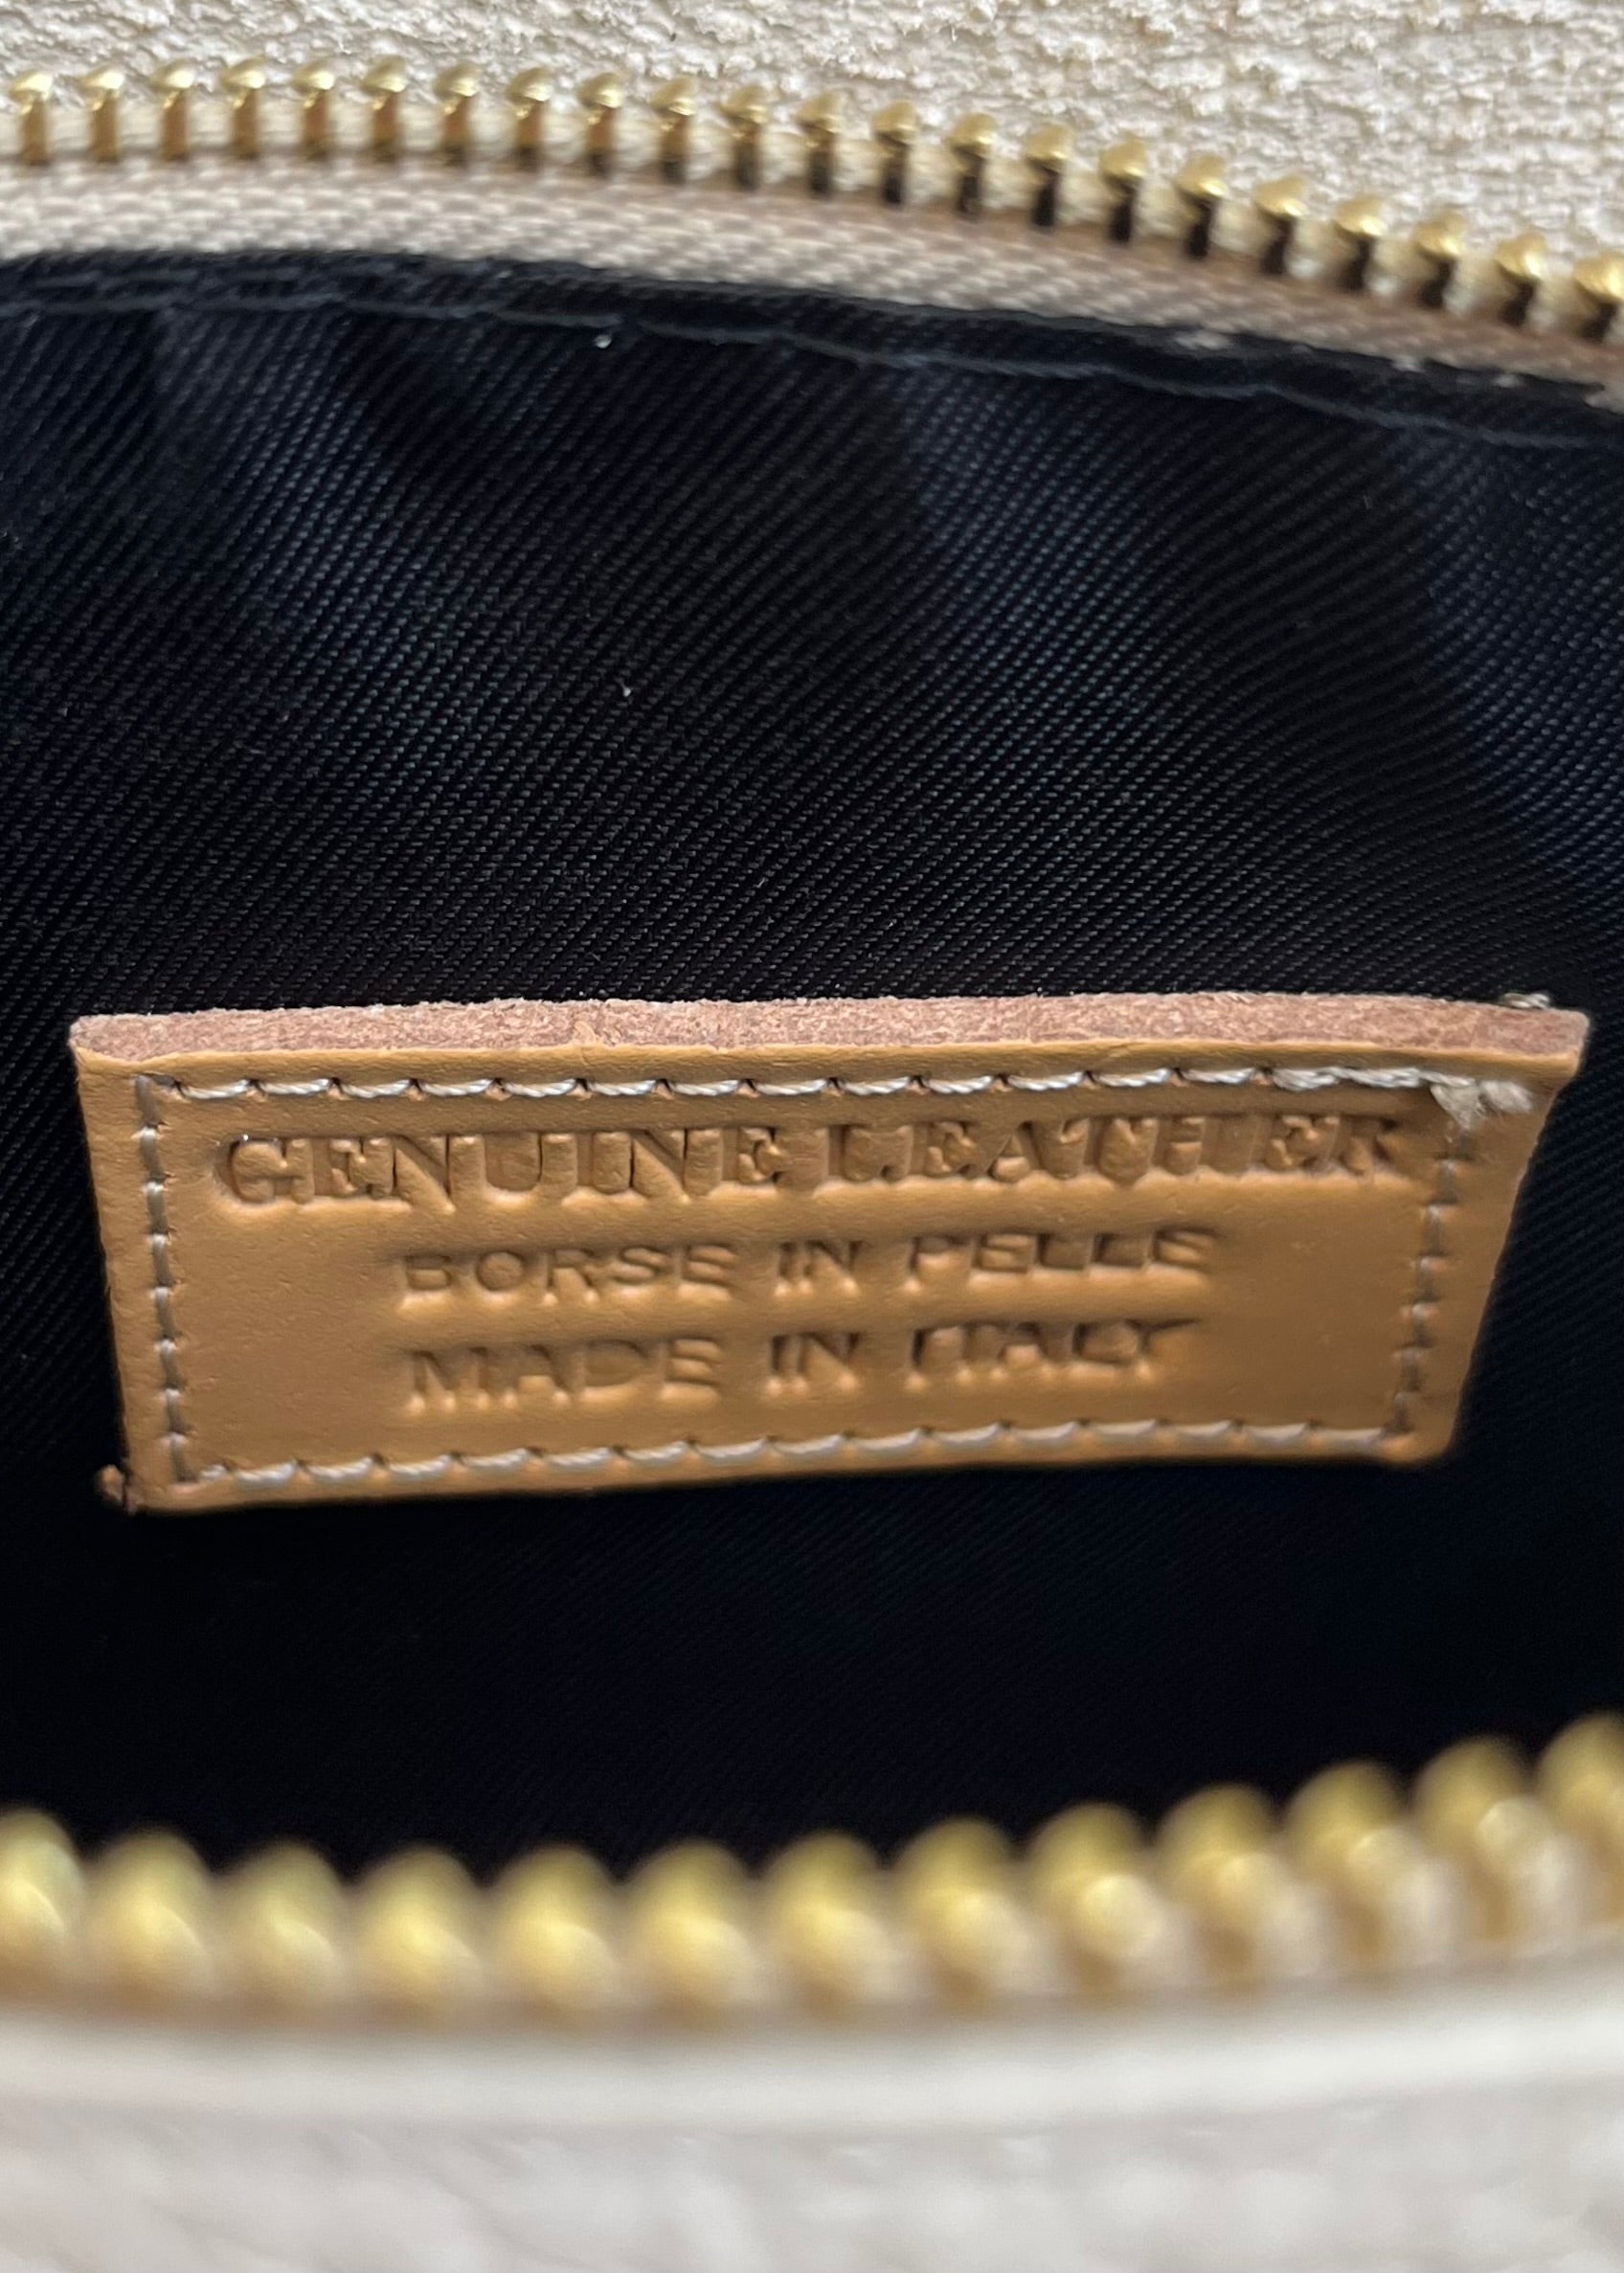 GENUINE LEATHER
BORSE IN PELLE
MADE IN ITALY